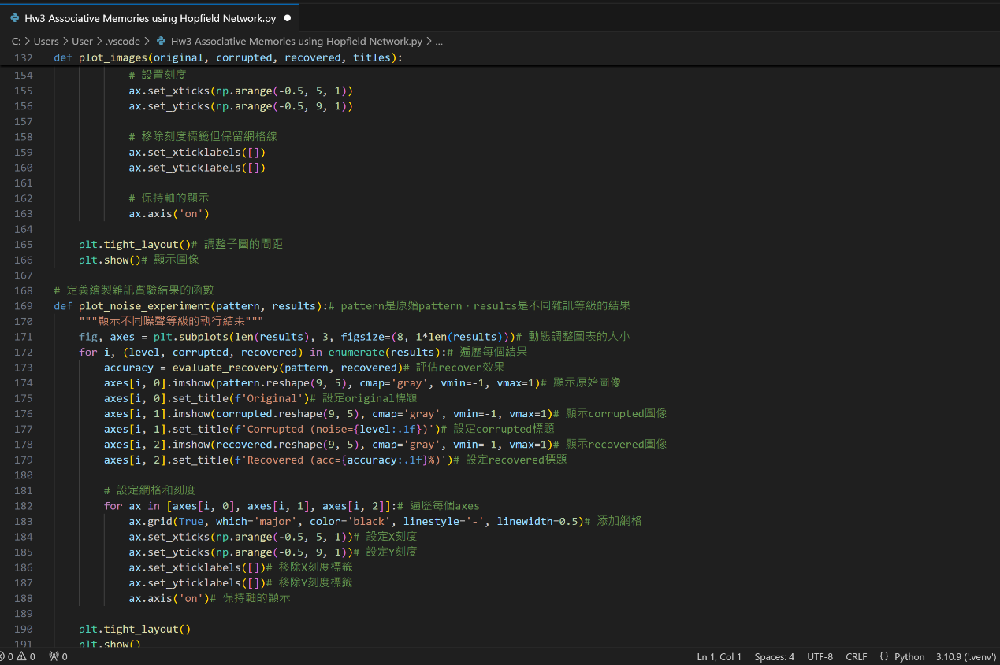 Hw3 Associative Memories using Hopfield Network.py ●
C: > Users > User > .vscode > Hw3 Associative Memories using Hopfield Network.py > ...
132 def plot_images(original, corrupted, recovered, titles):
154 # 設置刻度
155 ax.set_xticks(np.arange(-0.5, 5, 1))
156 ax.set_yticks(np.arange(-0.5, 9, 1))
157
158 # 移除刻度標籤但保留網格線
159 ax.set_xticklabels([])
160 ax.set_yticklabels([])
161
162 # 保持軸的顯示
163 ax.axis('on')
164
165 plt.tight_layout()# 調整子圖的間距
166 plt.show()# 顯示圖像
167
168 # 定義繪製雜訊實驗結果的函數
169 def plot_noise_experiment(pattern, results):# pattern是原始pattern，results是不同雜訊等級的結果
170 """顯示不同噪聲等級的執行結果"""
171 fig, axes = plt.subplots(len(results), 3, figsize=(8, 1*len(results)))# 動態調整圖表的大小
172 for i, (level, corrupted, recovered) in enumerate(results):# 遍歷每個結果
173 accuracy = evaluate_recovery(pattern, recovered)# 評估recover效果
174 axes[i, 0].imshow(pattern.reshape(9, 5), cmap='gray', vmin=-1, vmax=1)# 顯示原始圖像
175 axes[i, 0].set_title(f'Original')# 設定original標題
176 axes[i, 1].imshow(corrupted.reshape(9, 5), cmap='gray', vmin=-1, vmax=1)# 顯示corrupted圖像
177 axes[i, 1].set_title(f'Corrupted (noise={level:.1f})')# 設定corrupted標題
178 axes[i, 2].imshow(recovered.reshape(9, 5), cmap='gray', vmin=-1, vmax=1)# 顯示recovered圖像
179 axes[i, 2].set_title(f'Recovered (acc={accuracy:.1f}%)')# 設定recovered標題
180
181 # 設定網格和刻度
182 for ax in [axes[i, 0], axes[i, 1], axes[i, 2]]:# 遍歷每個axes
183 ax.grid(True, which='major', color='black', linestyle='-', linewidth=0.5)# 添加網格
184 ax.set_xticks(np.arange(-0.5, 5, 1))# 設定X刻度
185 ax.set_yticks(np.arange(-0.5, 9, 1))# 設定Y刻度
186 ax.set_xticklabels([])# 移除X刻度標籤
187 ax.set_yticklabels([])# 移除Y刻度標籤
188 ax.axis('on')# 保持軸的顯示
189
190 plt.tight_layout()
191 plt.show()
0 0 0 Ln 1, Col 1 Spaces: 4 UTF-8 CRLF {} Python 3.10.9 ('.venv')